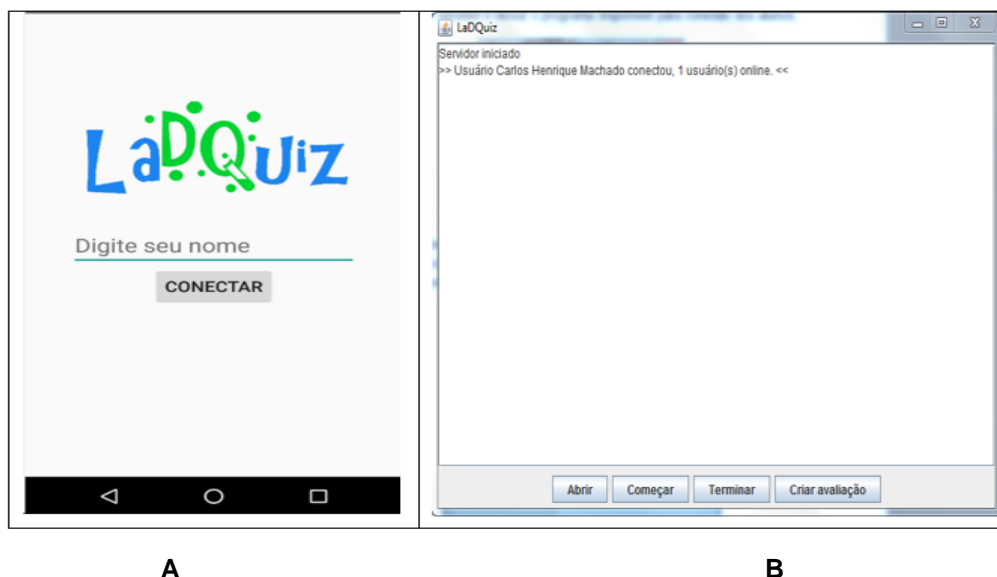 LaDQuiz
Digite seu nome
CONECTAR
LaDQuiz
Servidor iniciado
>> Usuário Carlos Henrique Machado conectou, 1 usuário(s) online. <<
Abrir Começar Terminar Criar avaliação
A B